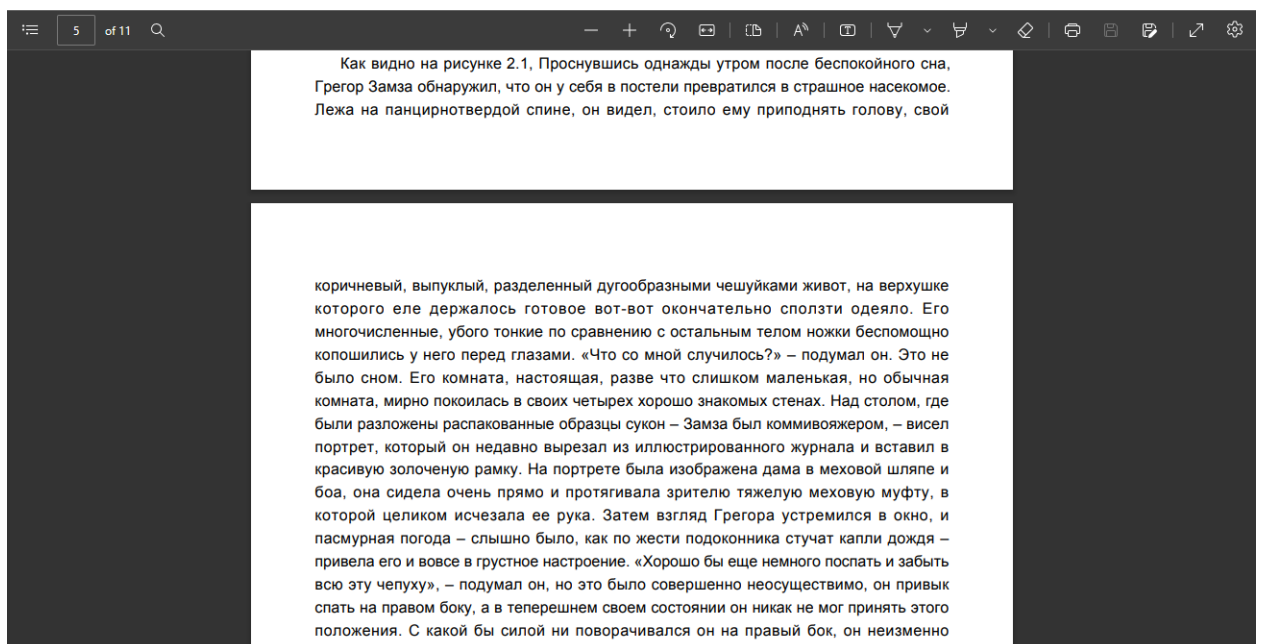 5 of 11
Как видно на рисунке 2.1, Проснувшись однажды утром после беспокойного сна,
Грегор Замза обнаружил, что он у себя в постели превратился в страшное насекомое.
Лежа на панцирнотвердой спине, он видел, стоило ему приподнять голову, свой
коричневый, выпуклый, разделенный дугообразными чешуйками живот, на верхушке
которого еле держалось готовое вот-вот окончательно сползти одеяло. Его
многочисленные, убого тонкие по сравнению с остальным телом ножки беспомощно
копошились у него перед глазами. «Что со мной случилось?» – подумал он. Это не
было сном. Его комната, настоящая, разве что слишком маленькая, но обычная
комната, мирно покоилась в своих четырех хорошо знакомых стенах. Над столом, где
были разложены распакованные образцы сукон – Замза был коммивояжером, – висел
портрет, который он недавно вырезал из иллюстрированного журнала и вставил в
красивую золоченую рамку. На портрете была изображена дама в меховой шляпе и
боа, она сидела очень прямо и протягивала зрителю тяжелую меховую муфту, в
которой целиком исчезала ее рука. Затем взгляд Грегора устремился в окно, и
пасмурная погода – слышно было, как по жести подоконника стучат капли дождя –
привела его и вовсе в грустное настроение. «Хорошо бы еще немного поспать и забыть
всю эту чепуху», – подумал он, но это было совершенно неосуществимо, он привык
спать на правом боку, а в теперешнем своем состоянии он никак не мог принять этого
положения. С какой бы силой ни поворачивался он на правый бок, он неизменно